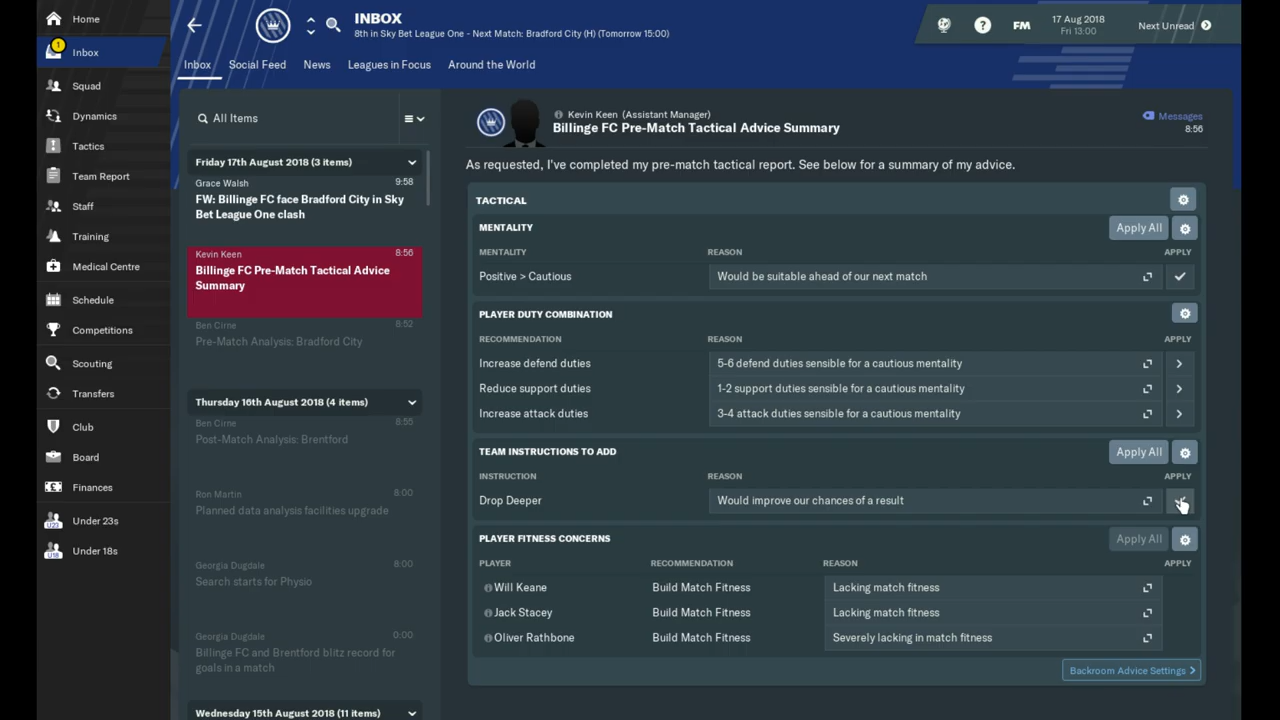 Home
1
Inbox
Squad
Dynamics
Tactics
Team Report
Staff
Training
Medical Centre
Schedule
Competitions
Scouting
Transfers
Club
Board
Finances
U23
Under 23s
U18
Under 18s
INBOX
8th in Sky Bet League One - Next Match: Bradford City (H) (Tomorrow 15:00)
?
FM
17 Aug 2018
Fri 13:00
Next Unread
Inbox
Social Feed
News
Leagues in Focus
Around the World
All Items
Friday 17th August 2018 (3 items)
Grace Walsh 9:58
FW: Billinge FC face Bradford City in Sky
Bet League One clash
Kevin Keen 8:56
Billinge FC Pre-Match Tactical Advice
Summary
Ben Cirne 8:52
Pre-Match Analysis: Bradford City
Thursday 16th August 2018 (4 items)
Ben Cirne 8:55
Post-Match Analysis: Brentford
Ron Martin 8:00
Planned data analysis facilities upgrade
Georgia Dugdale 8:00
Search starts for Physio
Georgia Dugdale 0:00
Billinge FC and Brentford blitz record for
goals in a match
Wednesday 15th August 2018 (11 items)
Kevin Keen (Assistant Manager)
Billinge FC Pre-Match Tactical Advice Summary
Messages
8:56
As requested, I've completed my pre-match tactical report. See below for a summary of my advice.
TACTICAL
MENTALITY
Apply All
MENTALITY REASON APPLY
Positive > Cautious Would be suitable ahead of our next match
PLAYER DUTY COMBINATION
RECOMMENDATION REASON APPLY
Increase defend duties 5-6 defend duties sensible for a cautious mentality
Reduce support duties 1-2 support duties sensible for a cautious mentality
Increase attack duties 3-4 attack duties sensible for a cautious mentality
TEAM INSTRUCTIONS TO ADD
Apply All
INSTRUCTION REASON APPLY
Drop Deeper Would improve our chances of a result
PLAYER FITNESS CONCERNS
Apply All
PLAYER RECOMMENDATION REASON APPLY
Will Keane Build Match Fitness Lacking match fitness
Jack Stacey Build Match Fitness Lacking match fitness
Oliver Rathbone Build Match Fitness Severely lacking in match fitness
Backroom Advice Settings >